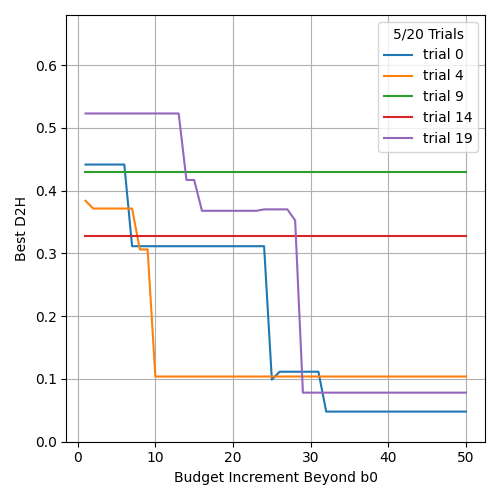 5/20 Trials
trial 0
trial 4
trial 9
trial 14
trial 19
0.6
0.5
0.4
0.3
0.2
0.1
0.0
Best D2H
0 10 20 30 40 50
Budget Increment Beyond b0